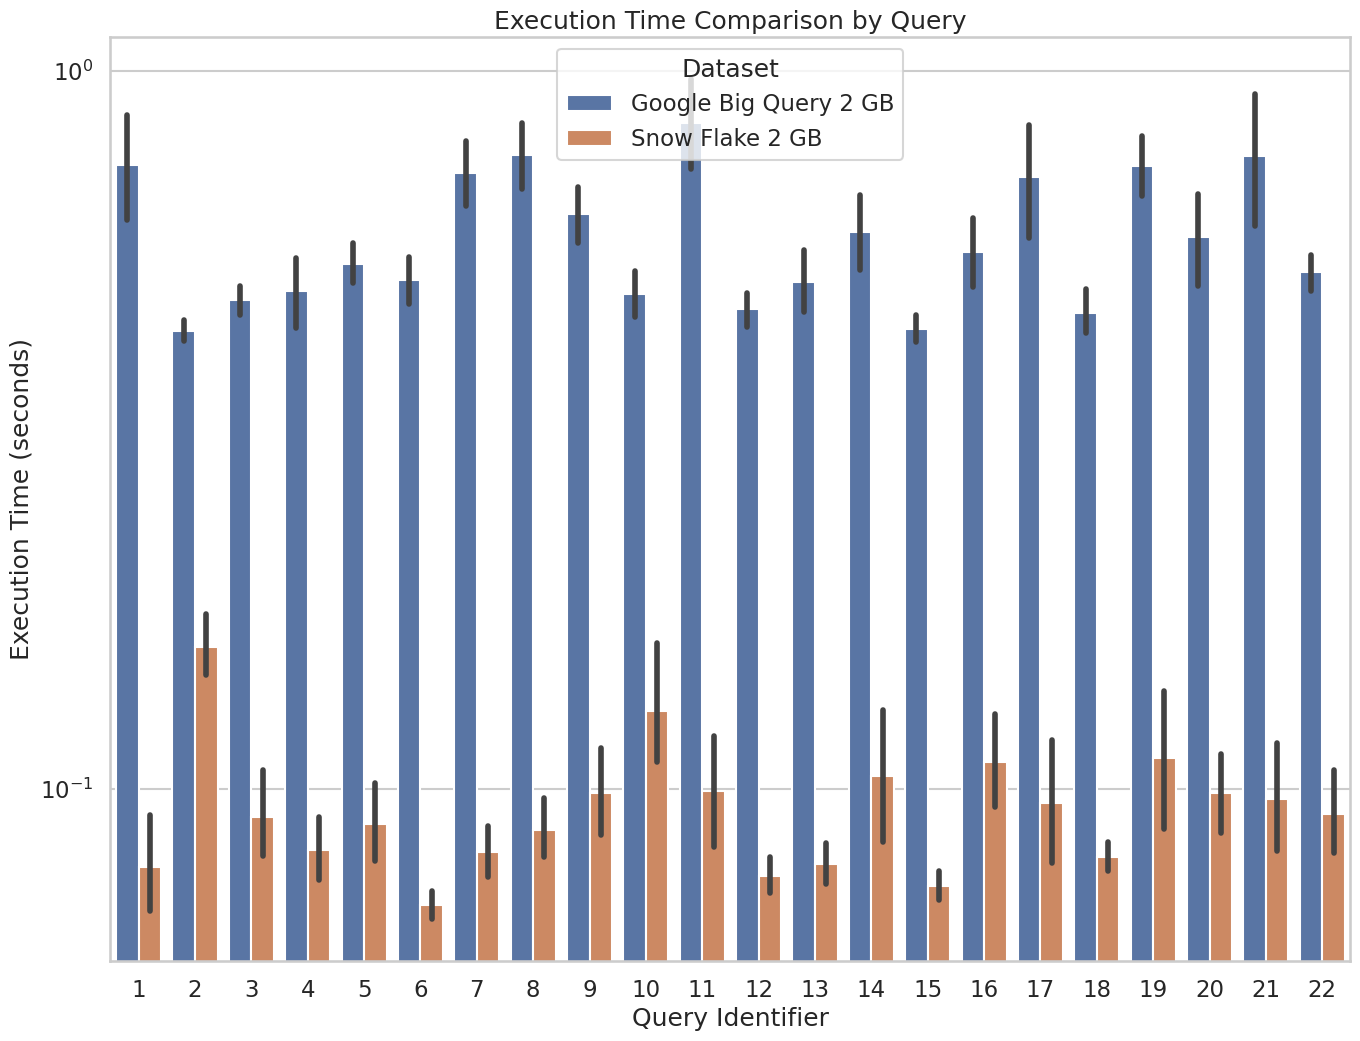 Execution Time Comparison by Query
Dataset
Google Big Query 2 GB
Snow Flake 2 GB
Execution Time (seconds)
10⁰
10⁻¹
1 2 3 4 5 6 7 8 9 10 11 12 13 14 15 16 17 18 19 20 21 22
Query Identifier